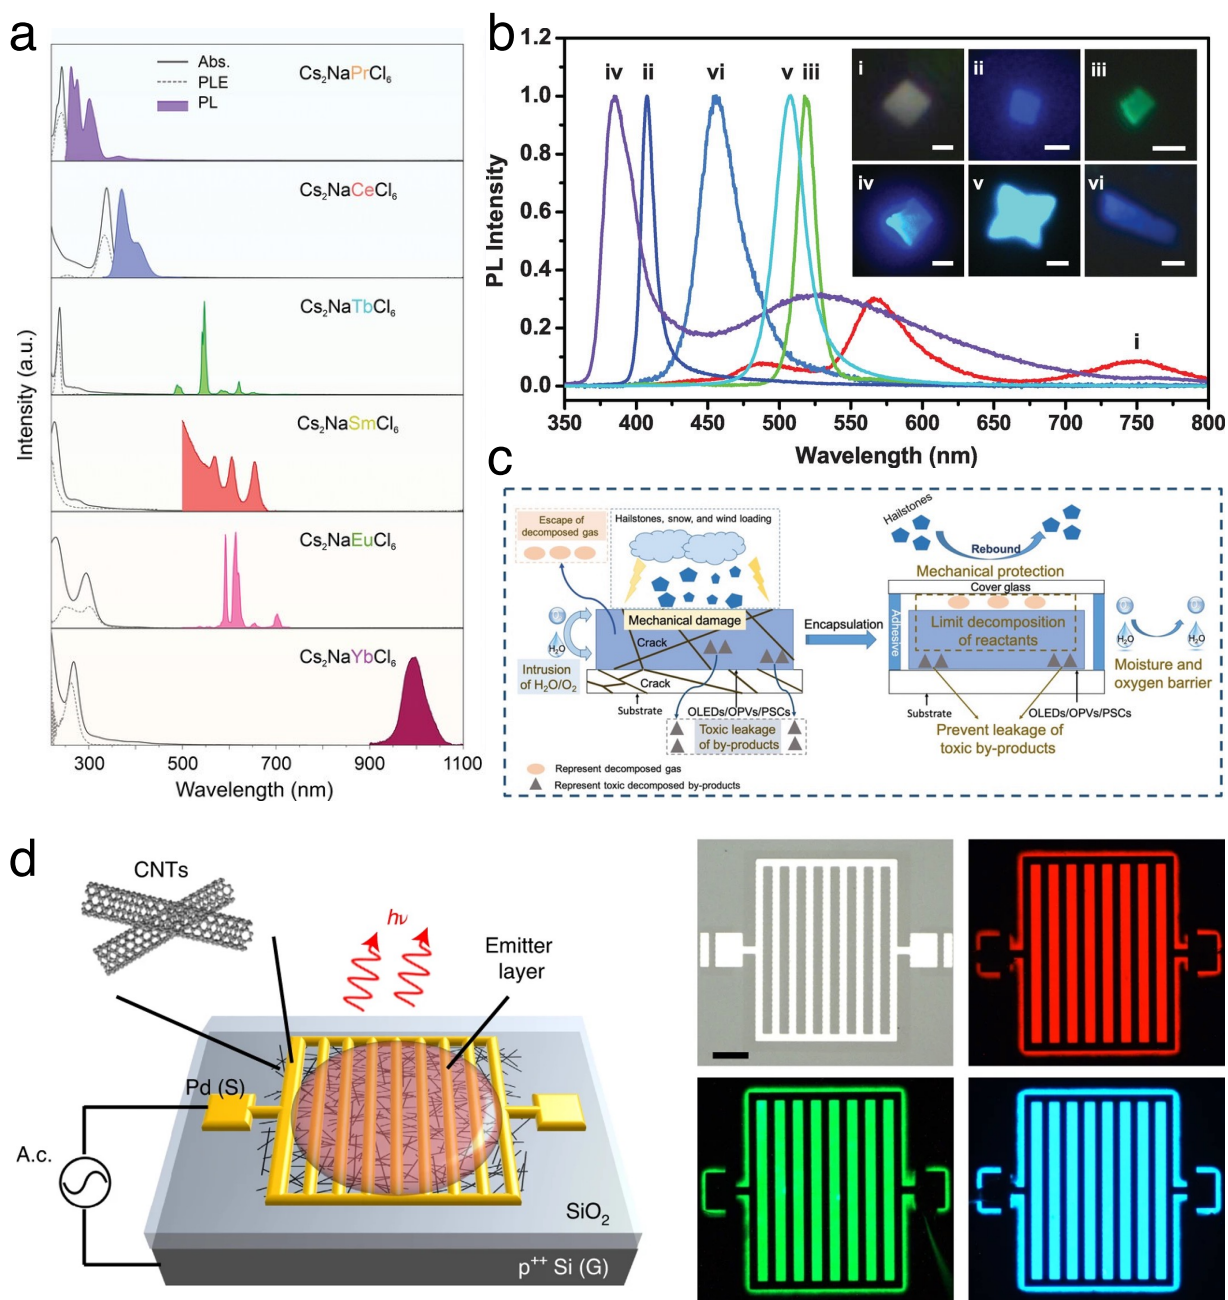 a
Abs.
PLE
PL
Cs2NaPrCl6
Cs2NaCeCl6
Cs2NaTbCl6
Cs2NaSmCl6
Cs2NaEuCl6
Cs2NaYbCl6
Intensity (a.u.)
300
500
700
900
1100
Wavelength (nm)
b
1.2
1.0
0.8
0.6
0.4
0.2
0.0
PL Intensity
iv
ii
vi
v
iii
i
i
ii
iii
iv
v
vi
350
400
450
500
550
600
650
700
750
800
Wavelength (nm)
c
Escape of
decomposed gas
Hailstones, snow, and wind loading
Mechanical damage
Crack
H2O
Intrusion
of H2O/O2
Crack
Substrate
OLEDs/OPVs/PSCs
Toxic leakage
of by-products
Represent decomposed gas
Represent toxic decomposed by-products
Encapsulation
Hailstones
Rebound
Mechanical protection
Cover glass
Adhesive
Limit decomposition
of reactants
H2O
H2O
Moisture and
oxygen barrier
Substrate
OLEDs/OPVs/PSCs
Prevent leakage of
toxic by-products
d
CNTs
hν
Emitter
layer
Pd (S)
A.c.
SiO2
p++ Si (G)